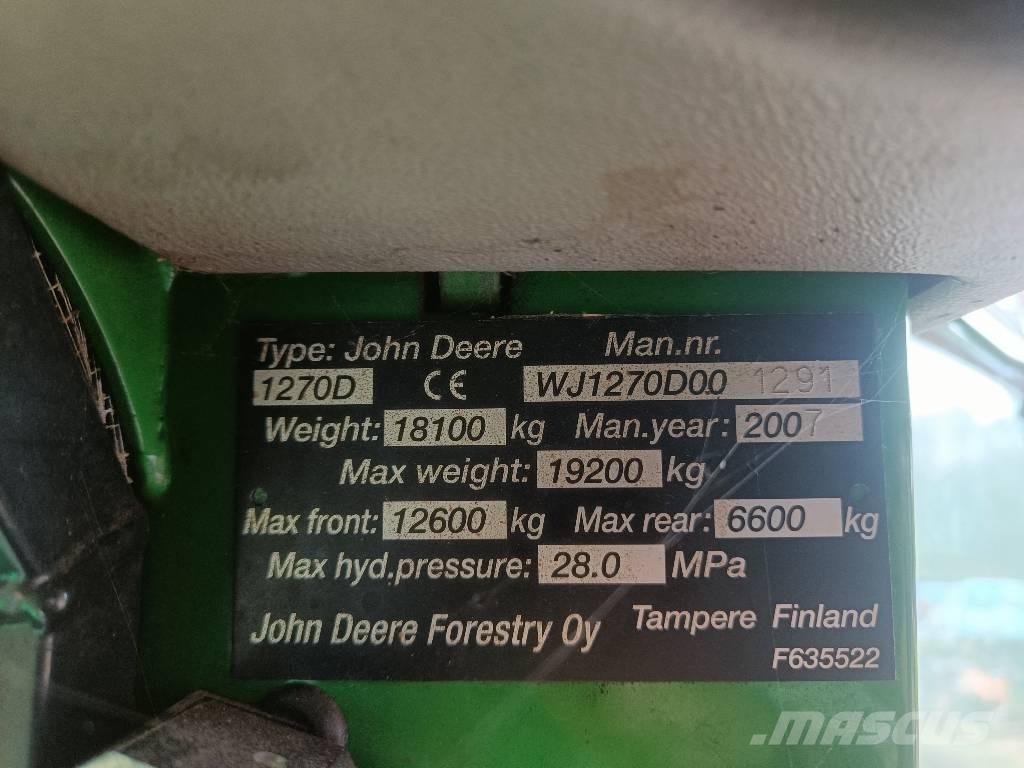 Type: John Deere Man.nr.
1270D CE WJ1270D00 1291
Weight: 18100 kg Man.year: 2007
Max weight: 19200 kg
Max front: 12600 kg Max rear: 6600 kg
Max hyd.pressure: 28.0 MPa
John Deere Forestry Oy Tampere Finland
F635522
MASCUS